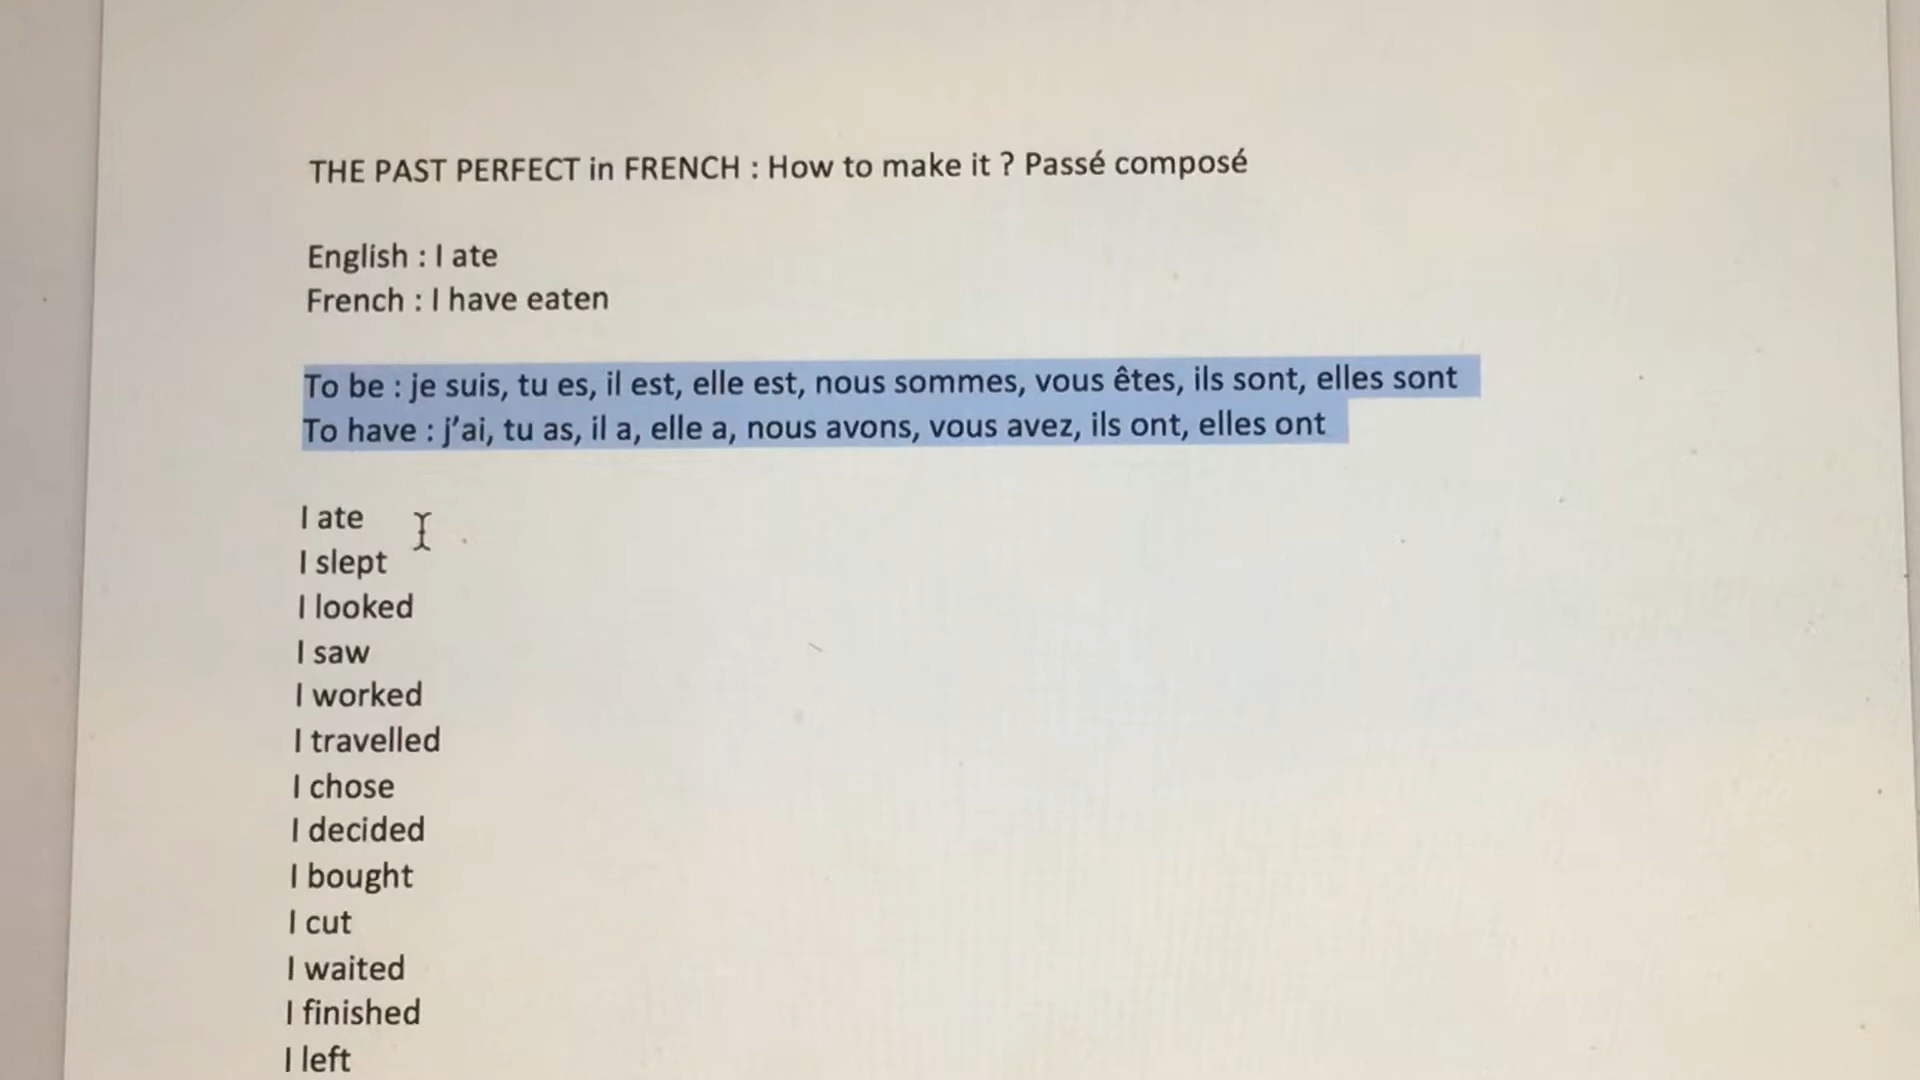 THE PAST PERFECT in FRENCH : How to make it ? Passé composé
English : I ate
French : I have eaten
To be : je suis, tu es, il est, elle est, nous sommes, vous êtes, ils sont, elles sont
To have : j’ai, tu as, il a, elle a, nous avons, vous avez, ils ont, elles ont
I ate
I slept
I looked
I saw
I worked
I travelled
I chose
I decided
I bought
I cut
I waited
I finished
I left